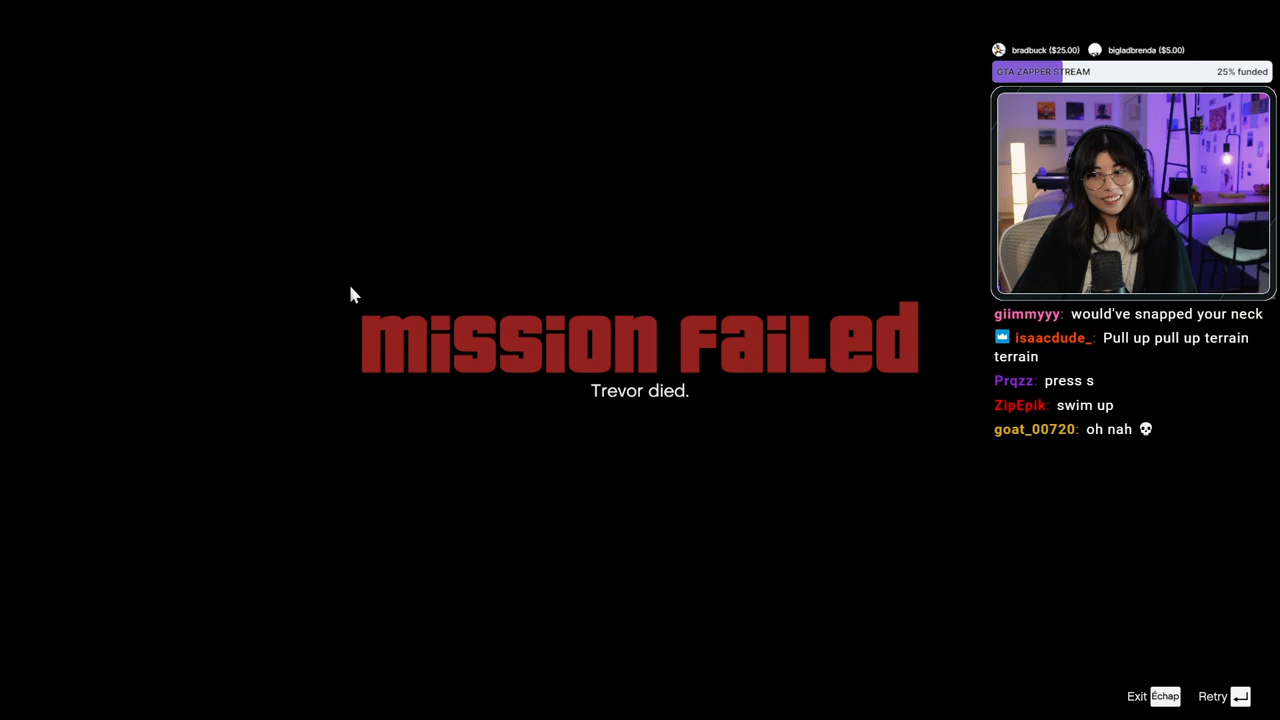 bradbuck ($25.00) bigladbrenda ($5.00)
GTA ZAPPER STREAM 25% funded
giimmyyy: would've snapped your neck
isaacdude_: Pull up pull up terrain
terrain
Prqzz: press s
ZipEpik: swim up
goat_00720: oh nah 💀
mission failed
Trevor died.
Exit Échap Retry